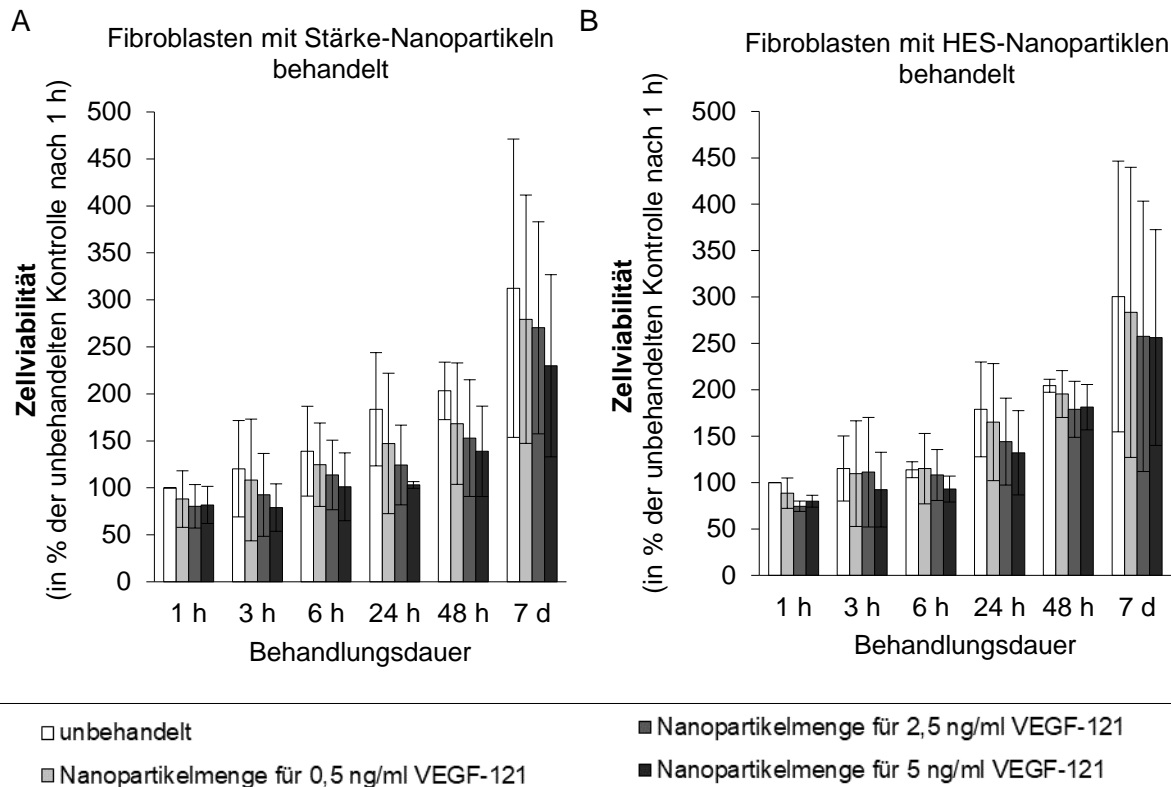 A
Fibroblasten mit Stärke-Nanopartikeln
behandelt
Zellviabilität
(in % der unbehandelten Kontrolle nach 1 h)
500
450
400
350
300
250
200
150
100
50
0
1 h 3 h 6 h 24 h 48 h 7 d
Behandlungsdauer
B
Fibroblasten mit HES-Nanopartiklen
behandelt
Zellviabilität
(in % der unbehandelten Kontrolle nach 1 h)
500
450
400
350
300
250
200
150
100
50
0
1 h 3 h 6 h 24 h 48 h 7 d
Behandlungsdauer
unbehandelt
Nanopartikelmenge für 0,5 ng/ml VEGF-121
Nanopartikelmenge für 2,5 ng/ml VEGF-121
Nanopartikelmenge für 5 ng/ml VEGF-121